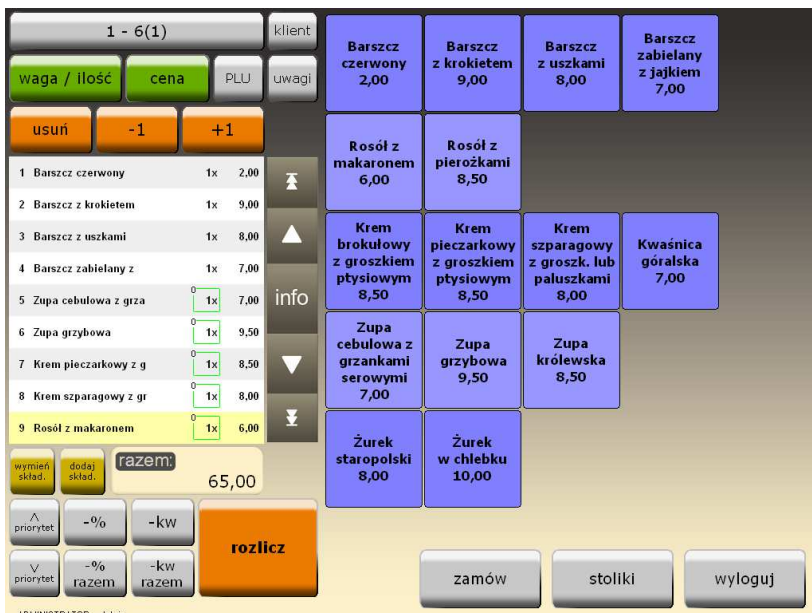 1 - 6(1)
klient
waga / ilość
cena
PLU
uwagi
usuń
-1
+1
1 Barszcz czerwony 1x 2,00
2 Barszcz z krokietem 1x 9,00
3 Barszcz z uszkami 1x 8,00
4 Barszcz zabielany z 1x 7,00
5 Zupa cebulowa z grza 0 1x 7,00
6 Zupa grzybowa 0 1x 9,50
7 Krem pieczarkowy z g 0 1x 8,50
8 Krem szparagowy z gr 0 1x 8,00
9 Rosół z makaronem 0 1x 6,00
info
wymień
skład.
dodaj
skład.
razem:
65,00
priorytet
-%
-kw
priorytet
-%
razem
-kw
razem
rozlicz
Barszcz
czerwony
2,00
Barszcz
z krokietem
9,00
Barszcz
z uszkami
8,00
Barszcz
zabielany
z jajkiem
7,00
Rosół z
makaronem
6,00
Rosół z
pierożkami
8,50
Krem
brokułowy
z groszkiem
ptysiowym
8,50
Krem
pieczarkowy
z groszkiem
ptysiowym
8,50
Krem
szparagowy
z groszk. lub
paluszkami
8,00
Kwaśnica
góralska
7,00
Zupa
cebulowa z
grzankami
serowymi
7,00
Zupa
grzybowa
9,50
Zupa
królewska
8,50
Żurek
staropolski
8,00
Żurek
w chlebku
10,00
zamów
stoliki
wyloguj